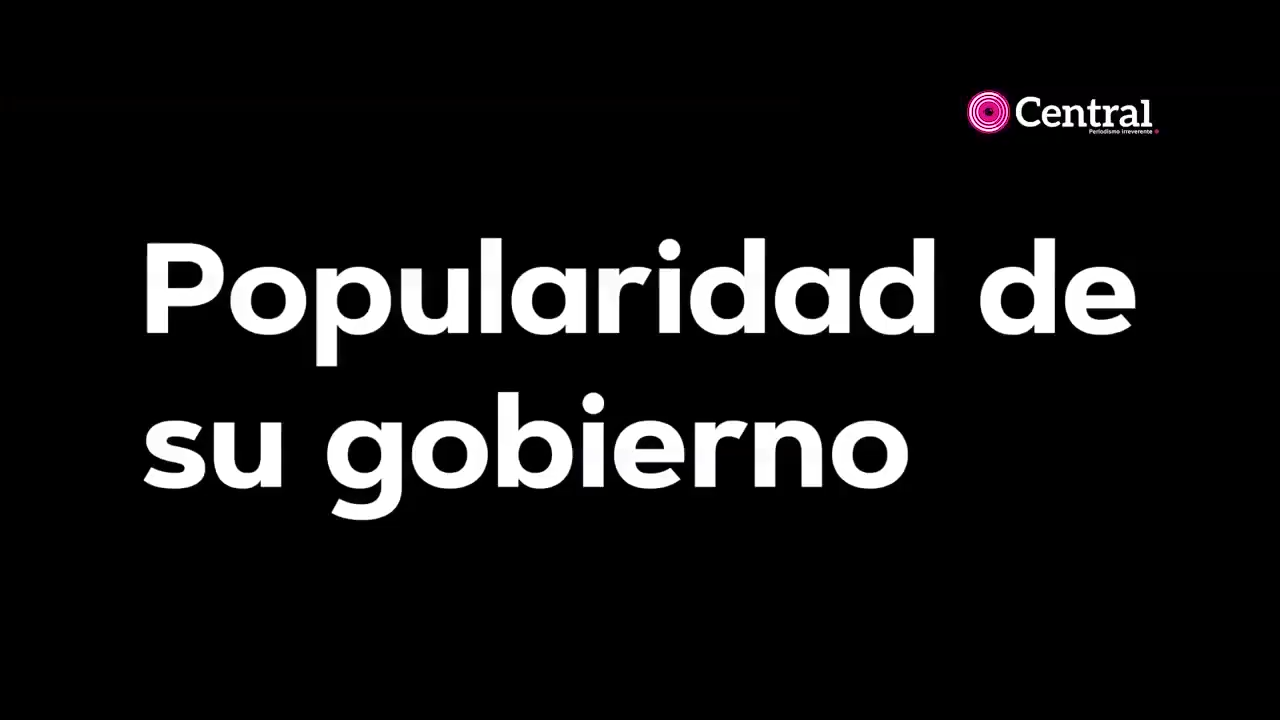 Central
Periodismo irreverente
Popularidad de
su gobierno